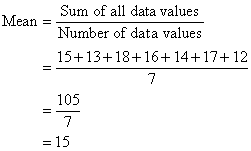 Mean = Sum of all data values / Number of data values
= 15+13+18+16+14+17+12 / 7
= 105 / 7
= 15